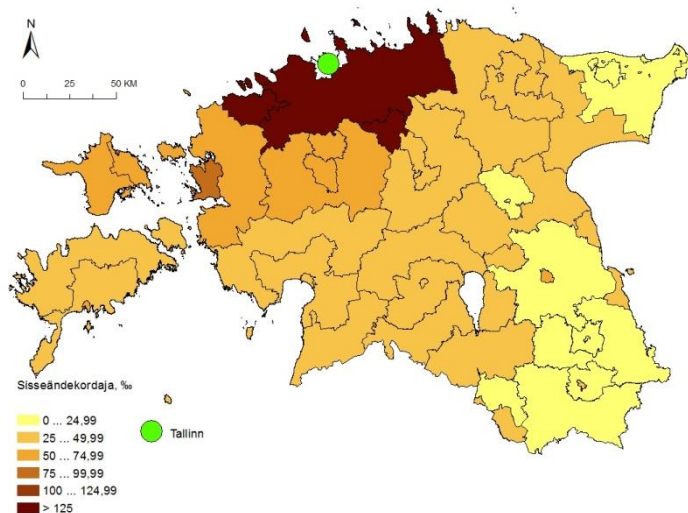 N
0 25 50 KM
Sisseändekordaja, ‰
0 ... 24,99
25 ... 49,99
50 ... 74,99
75 ... 99,99
100 ... 124,99
> 125
Tallinn